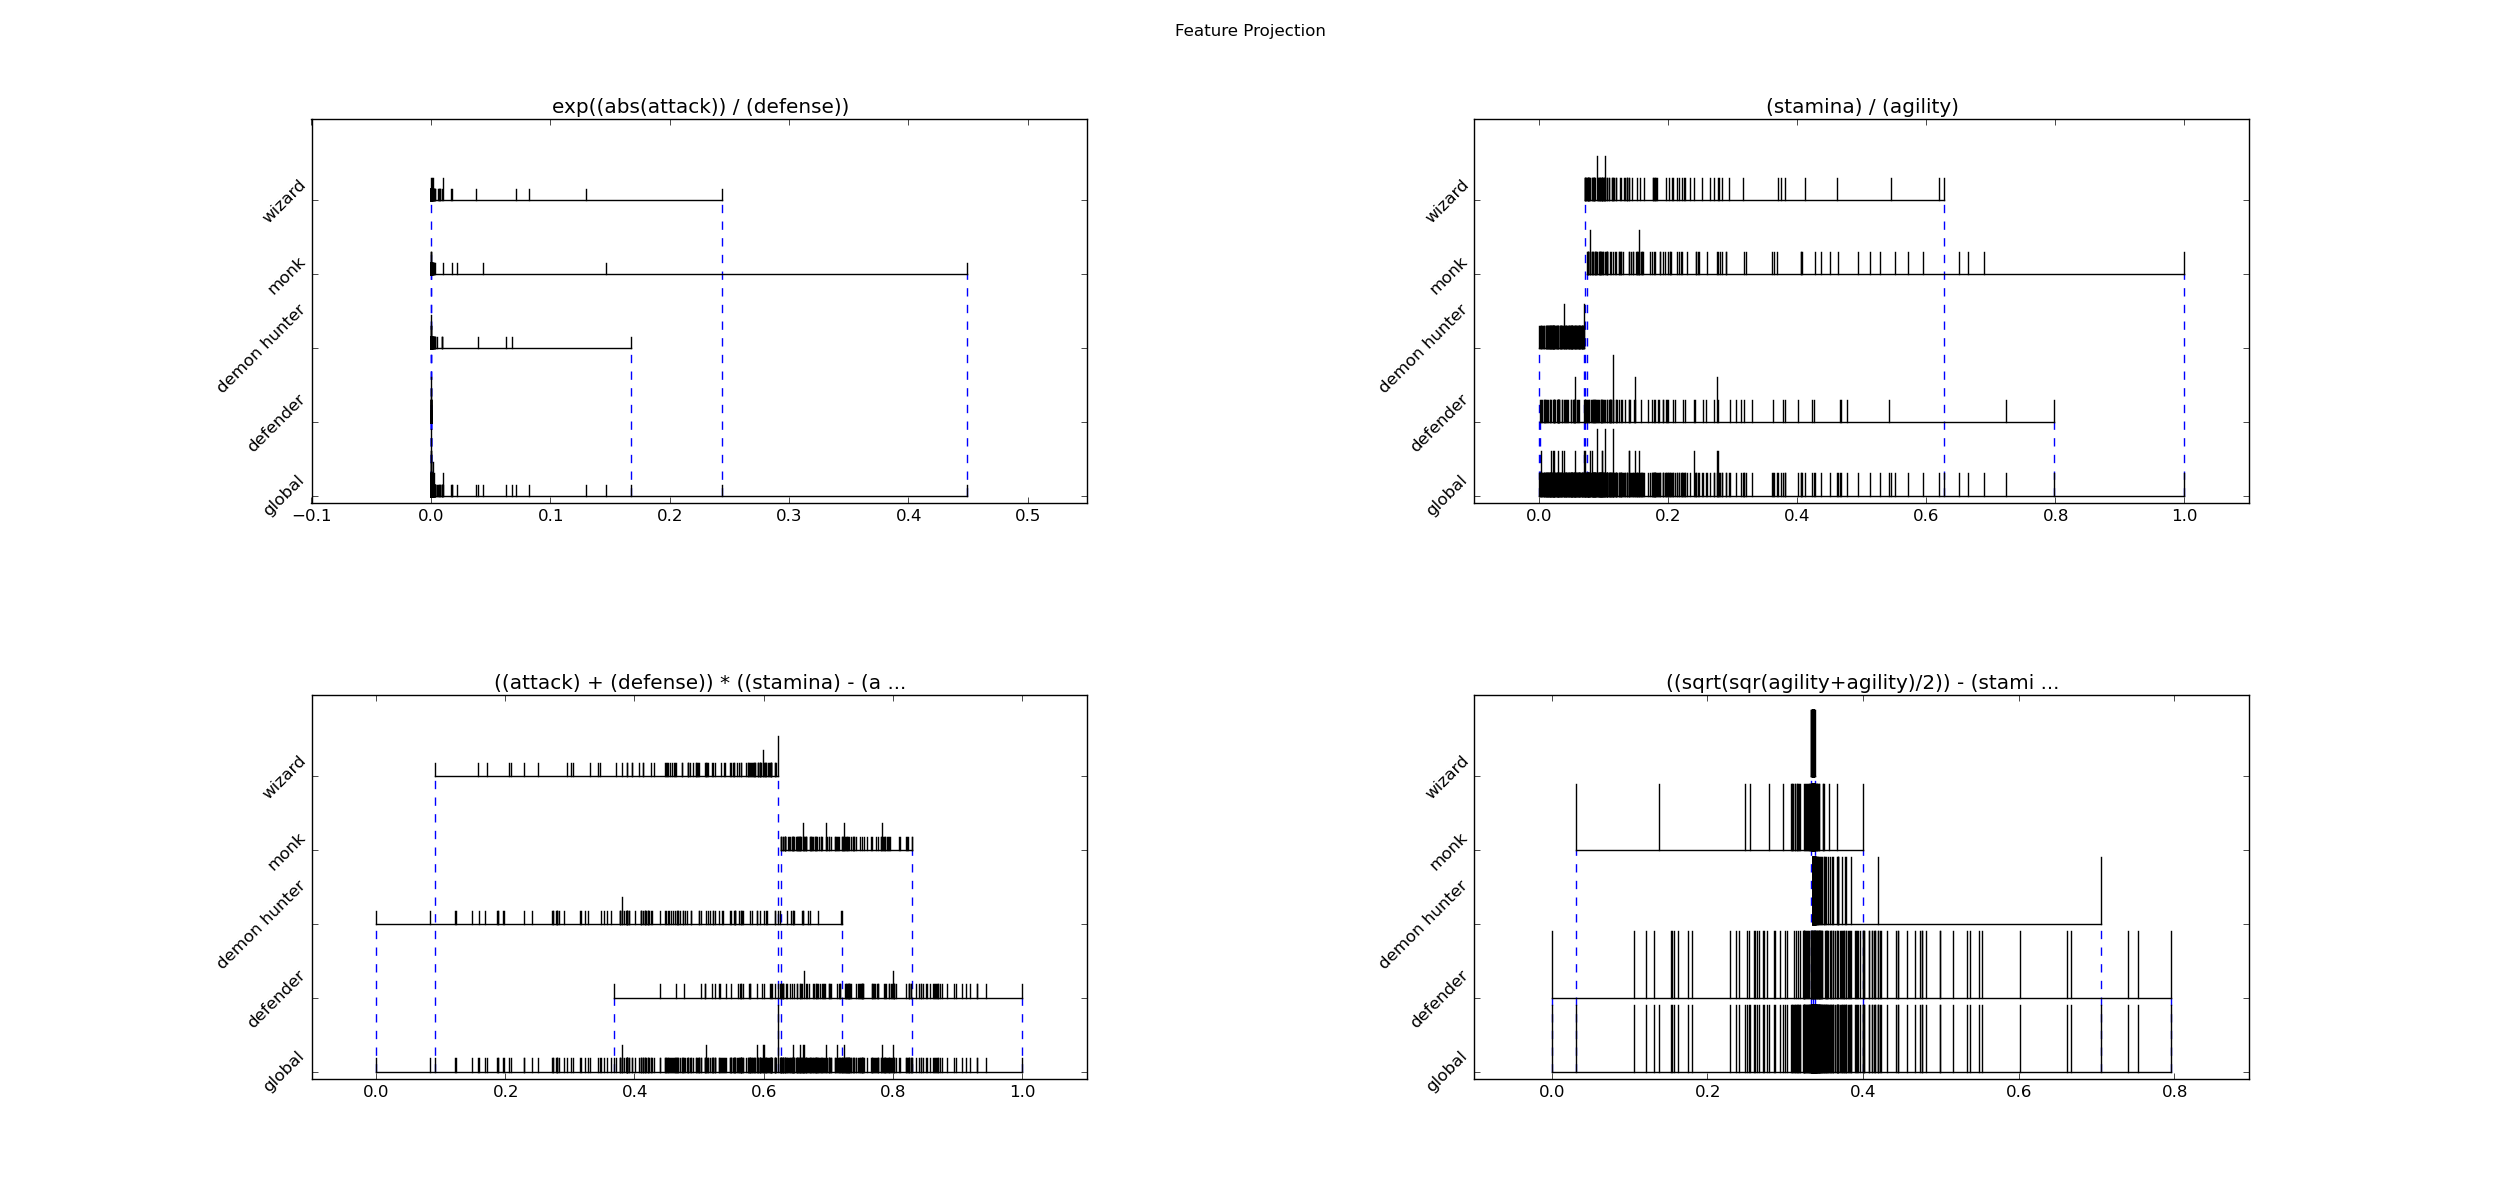 Feature Projection
exp((abs(attack)) / (defense))
wizard
monk
demon hunter
defender
global
−0.1 0.0 0.1 0.2 0.3 0.4 0.5
(stamina) / (agility)
wizard
monk
demon hunter
defender
global
0.0 0.2 0.4 0.6 0.8 1.0
((attack) + (defense)) * ((stamina) - (a ...
wizard
monk
demon hunter
defender
global
0.0 0.2 0.4 0.6 0.8 1.0
((sqrt(sqr(agility+agility)/2)) - (stami ...
wizard
monk
demon hunter
defender
global
0.0 0.2 0.4 0.6 0.8